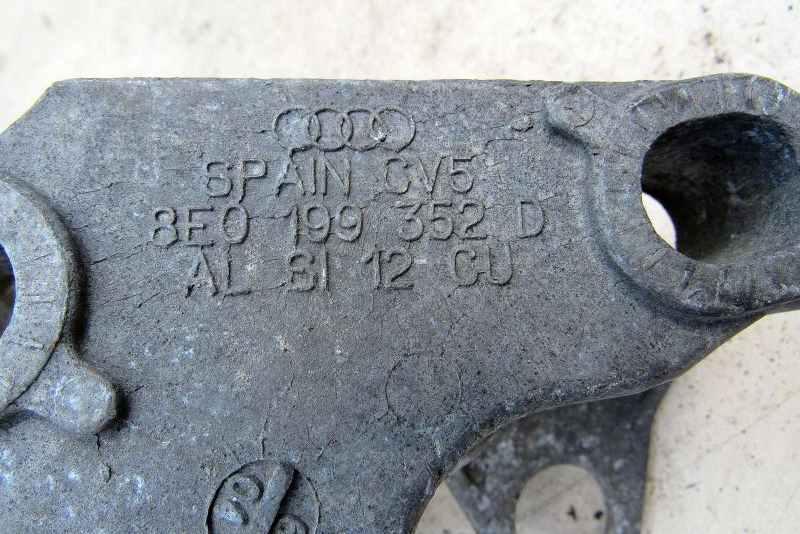 SPAIN CV5
8E0 199 352 D
AL SI 12 CU